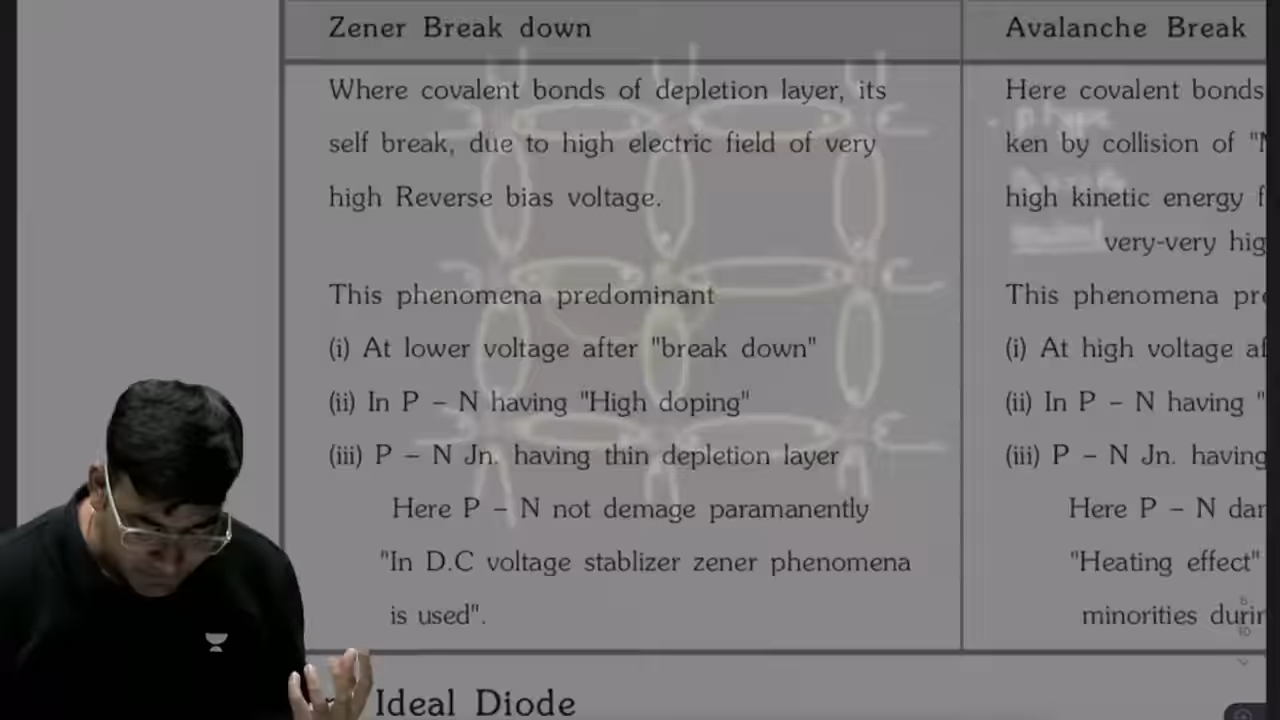 Zener Break down
Where covalent bonds of depletion layer, its
self break, due to high electric field of very
high Reverse bias voltage.
This phenomena predominant
(i) At lower voltage after "break down"
(ii) In P – N having "High doping"
(iii) P – N Jn. having thin depletion layer
Here P – N not demage paramanently
"In D.C voltage stablizer zener phenomena
is used".
Avalanche Break
Here covalent bonds
ken by collision of
high kinetic energy
very-very
This phenomena
(i) At high voltage
(ii) In P – N having "
(iii) P – N Jn. having
Here P – N
"Heating effect"
minorities
Ideal Diode